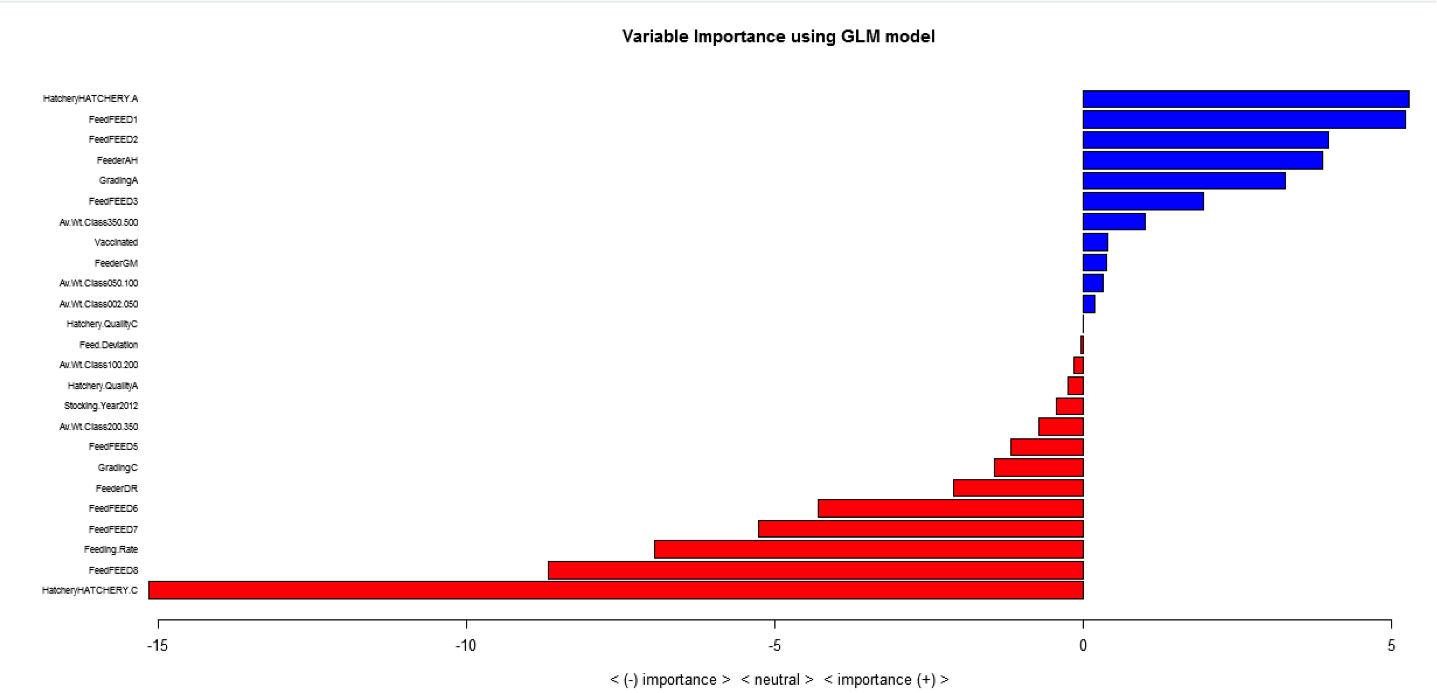 Variable Importance using GLM model
HatcheryHATCHERY.A
FeedFEED1
FeedFEED2
FeederAH
GradingA
FeedFEED3
Av.Wt.Class350.500
Vaccinated
FeederGM
Av.Wt.Class050.100
Av.Wt.Class002.050
Hatchery.QualityC
Feed.Deviation
Av.Wt.Class100.200
Hatchery.QualityA
Stocking.Year2012
Av.Wt.Class200.350
FeedFEED5
GradingC
FeederDR
FeedFEED6
FeedFEED7
Feeding.Rate
FeedFEED8
HatcheryHATCHERY.C
-15 -10 -5 0 5
< (-) importance > < neutral > < importance (+) >